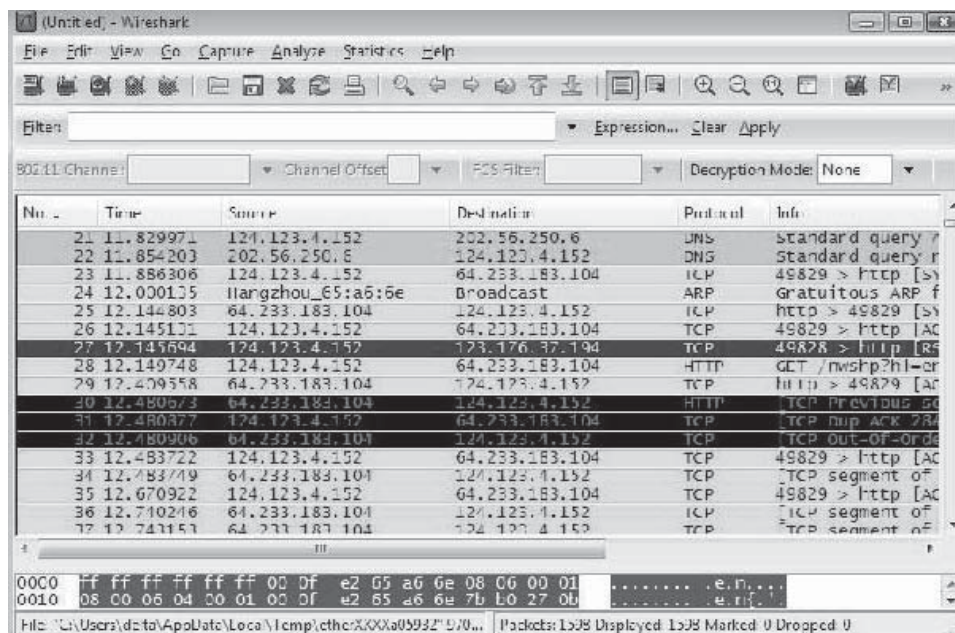 (Untitled) - Wireshark
File Edit View Go Capture Analyze Statistics Help
Filter: Expression... Clear Apply
802.11 Channel: Channel Offset: FCS Filter: Decryption Mode: None
No. . Time Source Destination Protocol Info
21 11.829971 124.123.4.152 202.56.250.6 DNS Standard query
22 11.854203 202.56.250.6 124.123.4.152 DNS Standard query r
23 11.886306 124.123.4.152 64.233.183.104 TCP 49829 > http [SY
24 12.000135 Hangzhou_65:a6:6e Broadcast ARP Gratuitous ARP f
25 12.144803 64.233.183.104 124.123.4.152 TCP http > 49829 [SY
26 12.145131 124.123.4.152 64.233.183.104 TCP 49829 > http [AC
27 12.145694 124.123.4.152 123.176.37.194 TCP 49828 > http [RS
28 12.149748 124.123.4.152 64.233.183.104 HTTP GET /nwshp?hl=en
29 12.409558 64.233.183.104 124.123.4.152 TCP http > 49829 [AC
30 12.480673 64.233.183.104 124.123.4.152 HTTP [TCP Previous se
31 12.480877 124.123.4.152 64.233.183.104 TCP [TCP Dup ACK 28#
32 12.480906 64.233.183.104 124.123.4.152 TCP [TCP Out-Of-Orde
33 12.483722 124.123.4.152 64.233.183.104 TCP 49829 > http [AC
34 12.483749 64.233.183.104 124.123.4.152 TCP [TCP segment of
35 12.670922 124.123.4.152 64.233.183.104 TCP 49829 > http [AC
36 12.740246 64.233.183.104 124.123.4.152 TCP [TCP segment of
37 12.743153 64.233.183.104 124.123.4.152 TCP [TCP segment of
0000 ff ff ff ff ff ff 00 0f e2 65 a6 6e 08 06 00 01 ........ .e.n....
0010 08 00 06 04 00 01 00 0f e2 65 a6 6e 7b b0 27 0b ........ .e.n{.'.
File: "C:\Users\delta\AppData\Local\Temp\etherXXXXa05932" 970... Packets: 1598 Displayed: 1598 Marked: 0 Dropped: 0